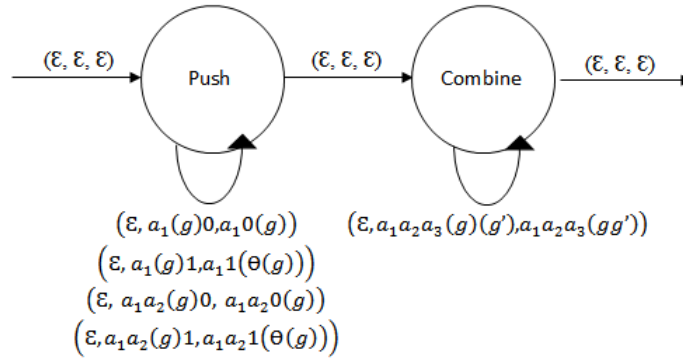 (Ɛ, Ɛ, Ɛ) (Ɛ, Ɛ, Ɛ) (Ɛ, Ɛ, Ɛ)
Push Combine
(Ɛ, a₁(g)0,a₁0(g)) (Ɛ,a₁a₂a₃(g)(g'),a₁a₂a₃(gg'))
(Ɛ, a₁(g)1,a₁1(Θ(g)))
(Ɛ, a₁a₂(g)0, a₁a₂0(g))
(Ɛ,a₁a₂(g)1,a₁a₂1(Θ(g)))